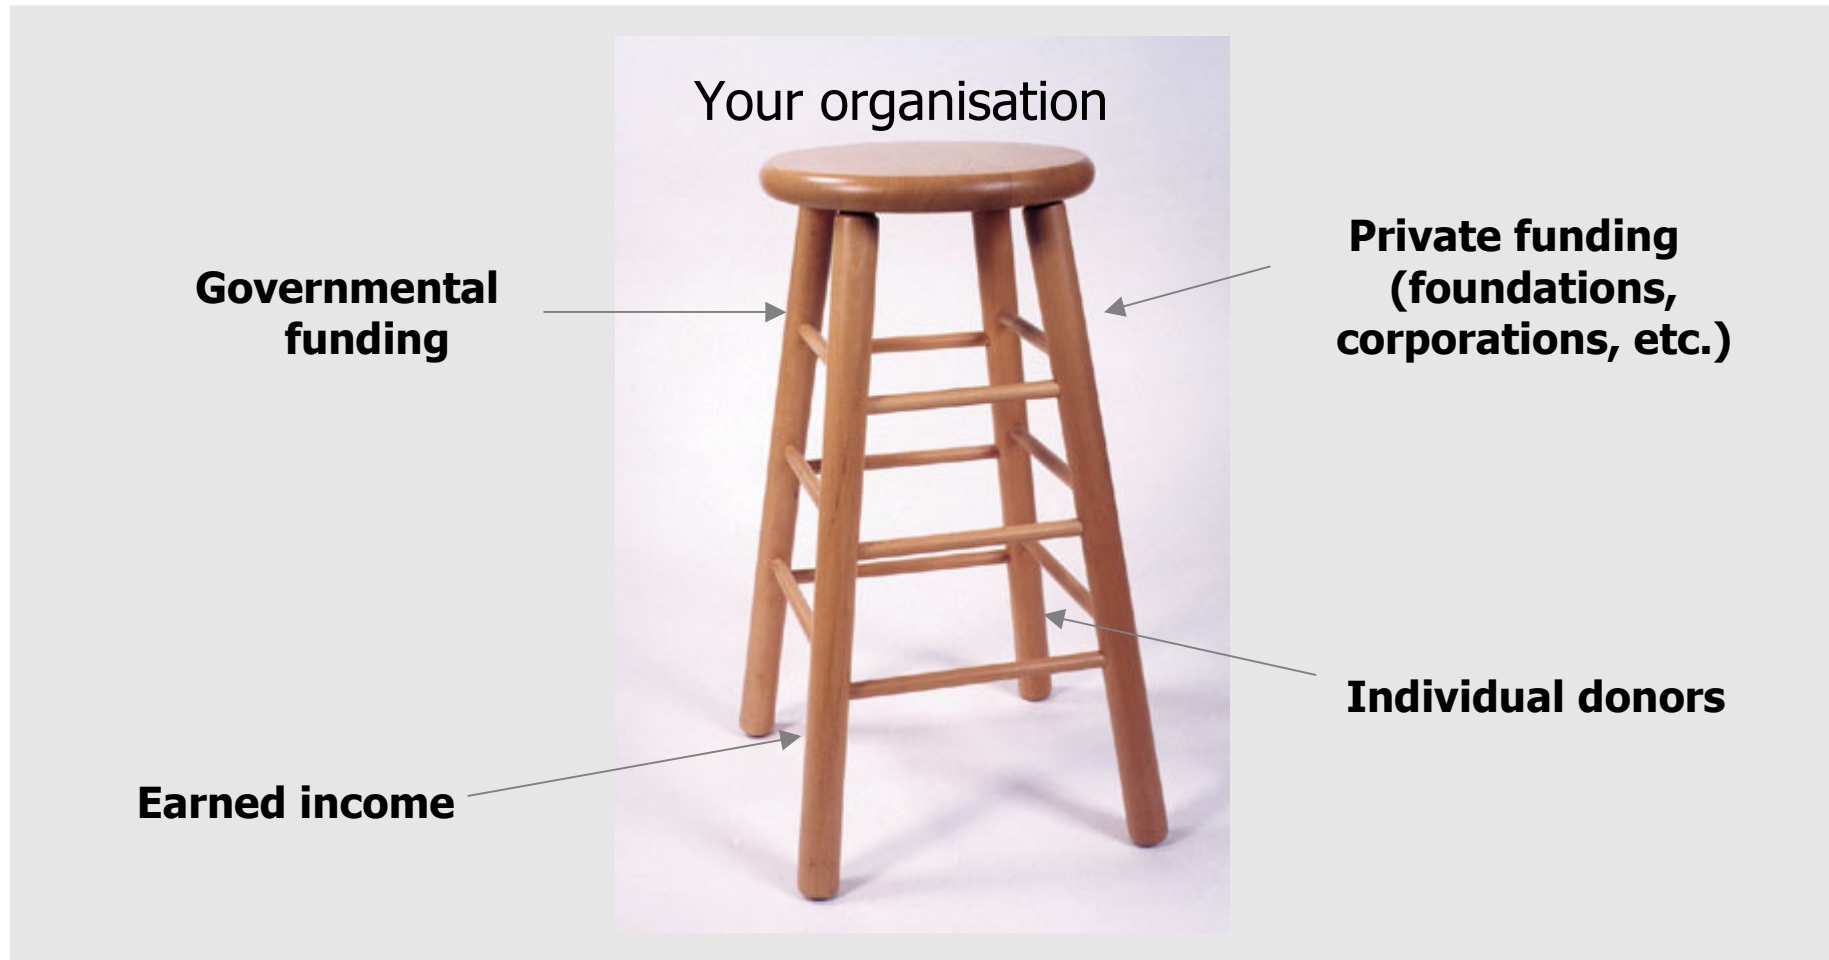 Your organisation
Governmental
funding
Private funding
(foundations,
corporations, etc.)
Individual donors
Earned income